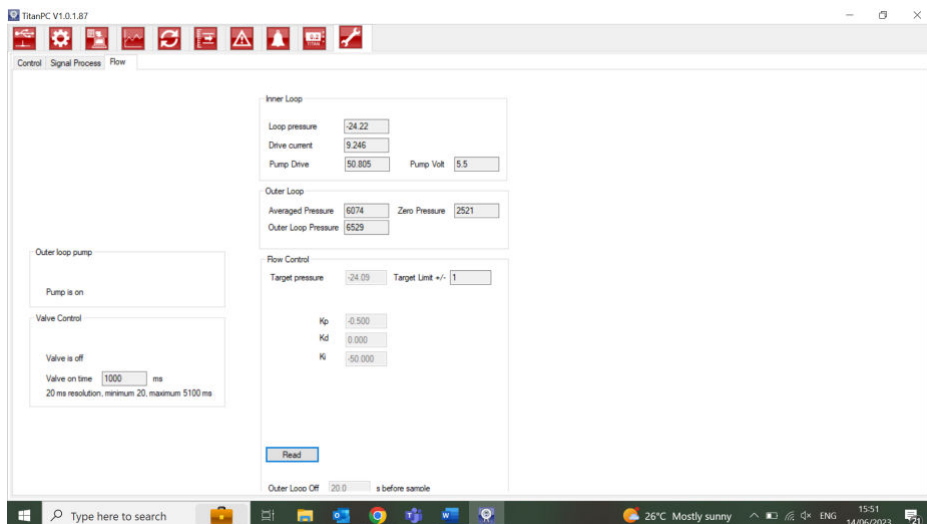 TitanPC V1.0.1.87
Control Signal Process Flow
Inner Loop
Loop pressure -24.22
Drive current 9.246
Pump Drive 50.805 Pump Volt 5.5
Outer Loop
Averaged Pressure 6074 Zero Pressure 2521
Outer Loop Pressure 6529
Outer loop pump
Pump is on
Valve Control
Valve is off
Valve on time 1000 ms
20 ms resolution, minimum 20, maximum 5100 ms
Flow Control
Target pressure -24.09 Target Limit +/- 1
Kp -0.500
Kd 0.000
Ki -50.000
Read
Outer Loop Off 20.0 s before sample
Type here to search
26°C Mostly sunny
ENG
15:51
14/06/2023
21